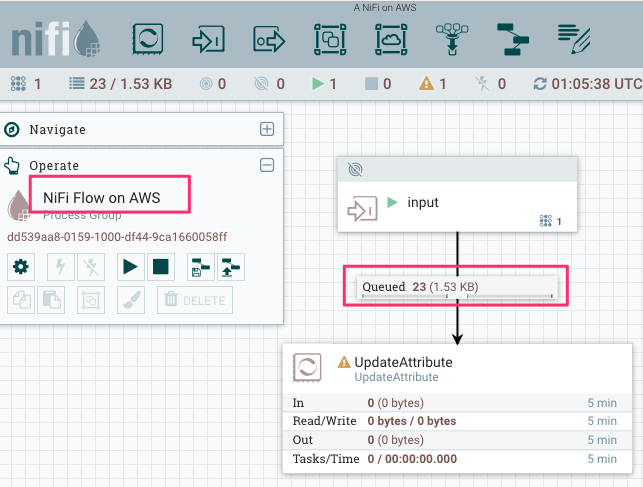 A NiFi on AWS
nifi
1 23 / 1.53 KB 0 0 1 0 1 0 01:05:38 UTC
Navigate
Operate
NiFi Flow on AWS
Process Group
dd539aa8-0159-1000-df44-9ca1660058ff
DELETE
input
1
Queued 23 (1.53 KB)
UpdateAttribute
UpdateAttribute
In 0 (0 bytes) 5 min
Read/Write 0 bytes / 0 bytes 5 min
Out 0 (0 bytes) 5 min
Tasks/Time 0 / 00:00:00.000 5 min